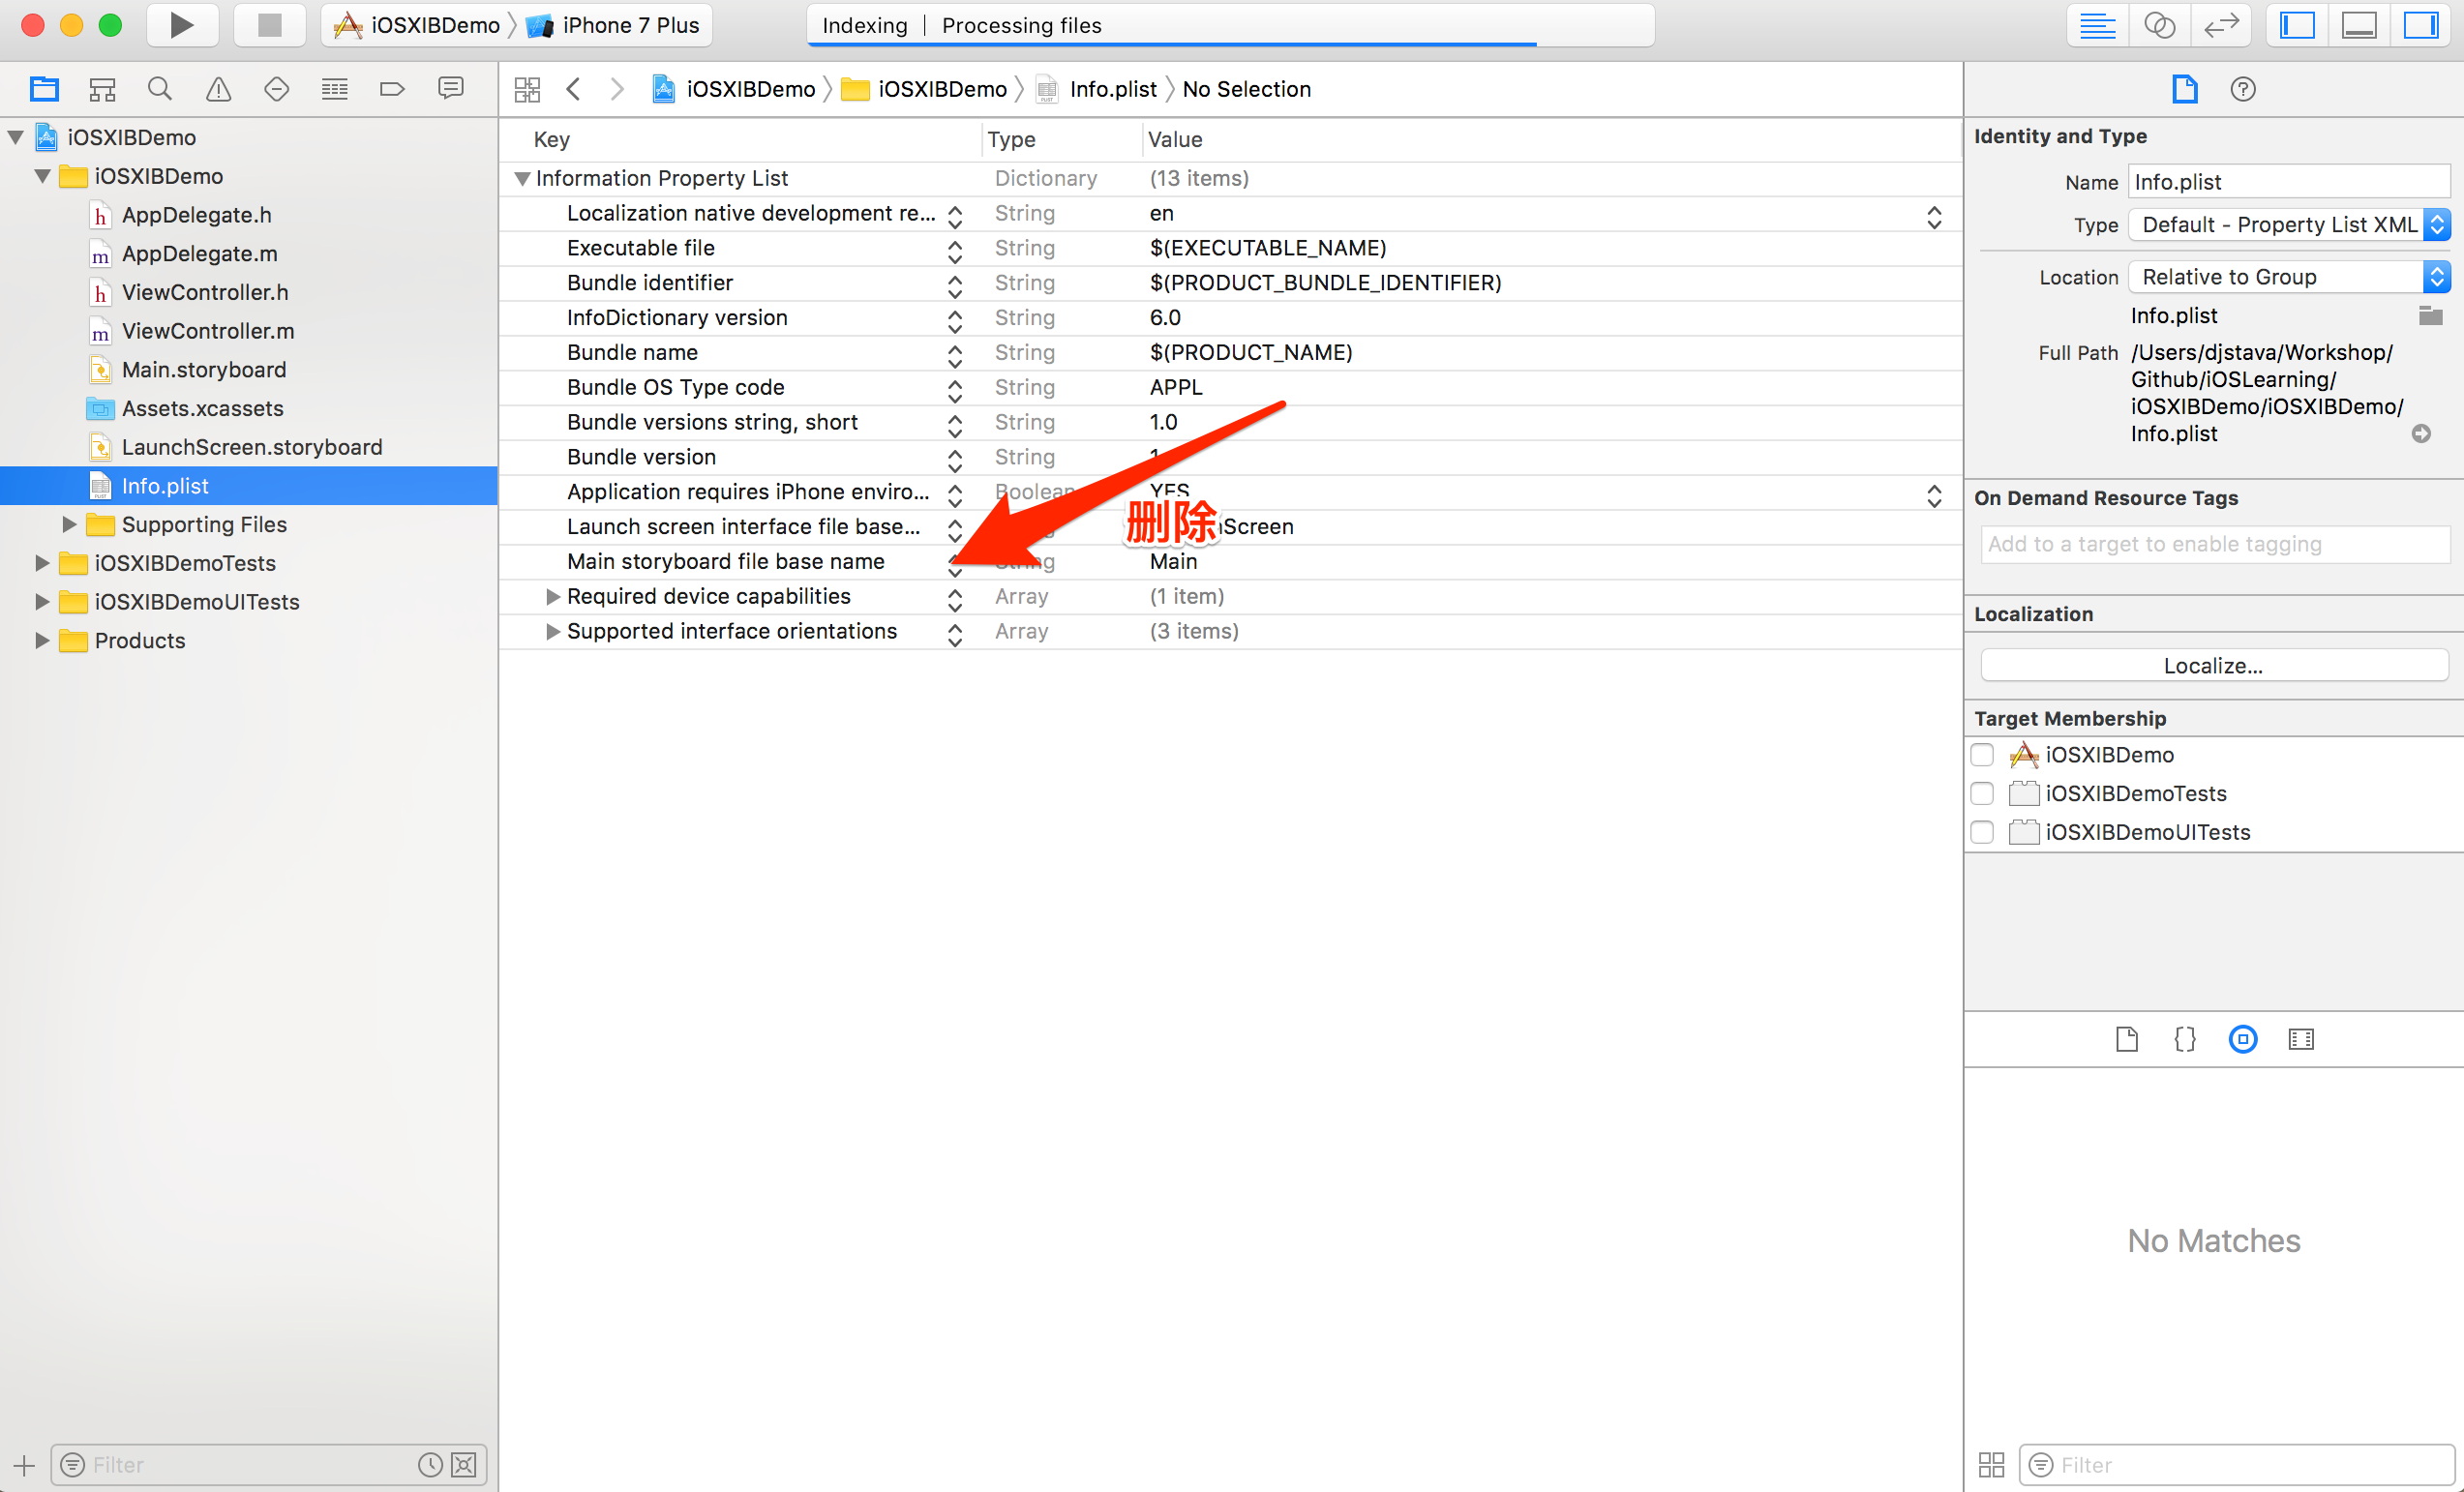 iOSXIBDemo iPhone 7 Plus
Indexing | Processing files
iOSXIBDemo
iOSXIBDemo
h AppDelegate.h
m AppDelegate.m
h ViewController.h
m ViewController.m
Main.storyboard
Assets.xcassets
LaunchScreen.storyboard
Info.plist
Supporting Files
iOSXIBDemoTests
iOSXIBDemoUITests
Products
Filter
iOSXIBDemo iOSXIBDemo Info.plist No Selection
Key Type Value
Information Property List Dictionary (13 items)
Localization native development re... String en
Executable file String $(EXECUTABLE_NAME)
Bundle identifier String $(PRODUCT_BUNDLE_IDENTIFIER)
InfoDictionary version String 6.0
Bundle name String $(PRODUCT_NAME)
Bundle OS Type code String APPL
Bundle versions string, short String 1.0
Bundle version String 1
Application requires iPhone enviro... Boolean YES
删除
Launch screen interface file base... Screen
Main storyboard file base name String Main
Required device capabilities Array (1 item)
Supported interface orientations Array (3 items)
Identity and Type
Name Info.plist
Type Default - Property List XML
Location Relative to Group
Info.plist
Full Path /Users/djstava/Workshop/
Github/iOSLearning/
iOSXIBDemo/iOSXIBDemo/
Info.plist
On Demand Resource Tags
Add to a target to enable tagging
Localization
Localize...
Target Membership
iOSXIBDemo
iOSXIBDemoTests
iOSXIBDemoUITests
No Matches
Filter